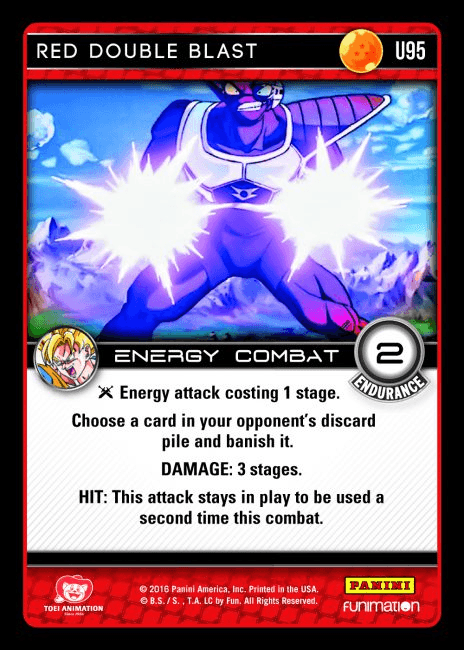 RED DOUBLE BLAST U95
ENERGY COMBAT 2
ENDURANCE
Energy attack costing 1 stage.
Choose a card in your opponent's discard
pile and banish it.
DAMAGE: 3 stages.
HIT: This attack stays in play to be used a
second time this combat.
TOEI ANIMATION
© 2016 Panini America, Inc. Printed in the USA.
© B.S. / S. , T.A. LC by Fun. All Rights Reserved.
PANINI
FUNIMATION